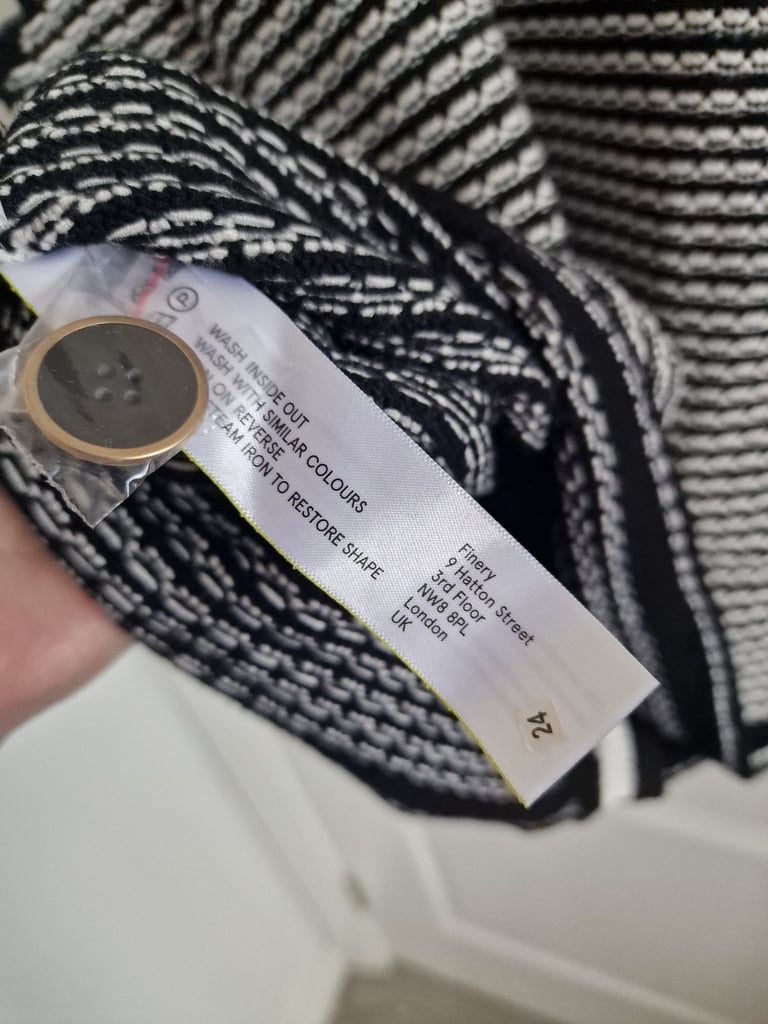 P
WASH INSIDE OUT
WASH WITH SIMILAR COLOURS
ON REVERSE
TEAM IRON TO RESTORE SHAPE
Finery
9 Hatton Street
3rd Floor
NW8 8PL
London
UK
24